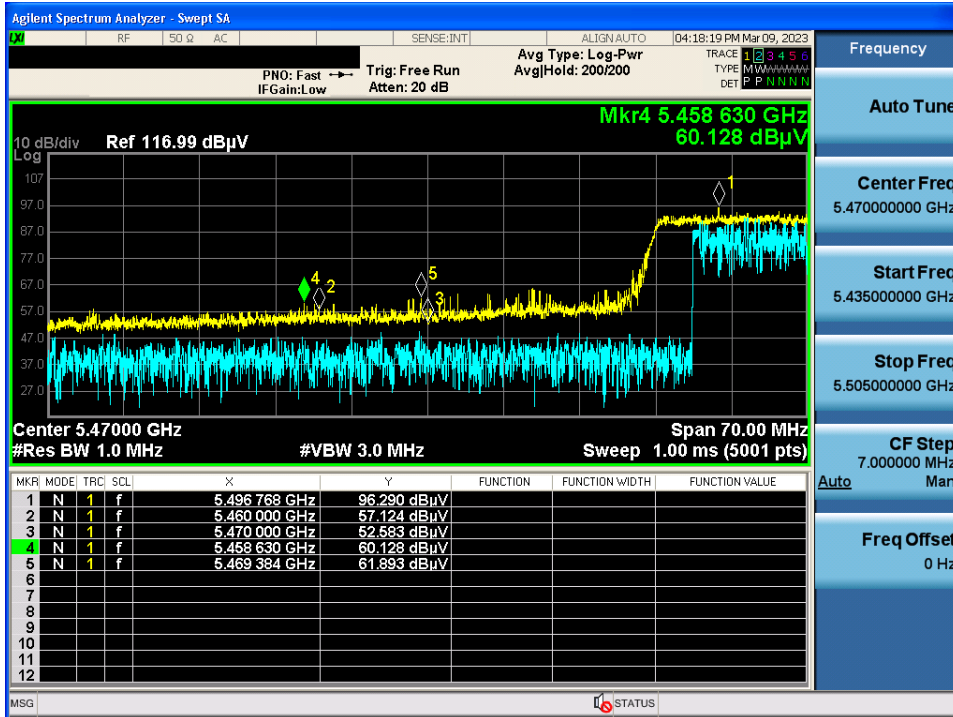 Agilent Spectrum Analyzer - Swept SA
LXI RF 50 Ω AC SENSE:INT ALIGN AUTO 04:18:19 PM Mar 09, 2023
PNO: Fast IFGain:Low
Trig: Free Run Atten: 20 dB
Avg Type: Log-Pwr Avg|Hold: 200/200
TRACE 1 2 3 4 5 6
TYPE MWWWWW
DET P P N N N N
Mkr4 5.458 630 GHz
60.128 dBµV
10 dB/div Ref 116.99 dBµV
Log
107
97.0
87.0
77.0
67.0
57.0
47.0
37.0
27.0
1
4
2
5
3
Center 5.47000 GHz Span 70.00 MHz
#Res BW 1.0 MHz #VBW 3.0 MHz Sweep 1.00 ms (5001 pts)
MKR MODE TRC SCL X Y FUNCTION FUNCTION WIDTH FUNCTION VALUE
1 N 1 f 5.496 768 GHz 96.290 dBµV
2 N 1 f 5.460 000 GHz 57.124 dBµV
3 N 1 f 5.470 000 GHz 52.583 dBµV
4 N 1 f 5.458 630 GHz 60.128 dBµV
5 N 1 f 5.469 384 GHz 61.893 dBµV
6
7
8
9
10
11
12
MSG STATUS
Frequency
Auto Tune
Center Freq
5.470000000 GHz
Start Freq
5.435000000 GHz
Stop Freq
5.505000000 GHz
CF Step
7.000000 MHz
Auto Man
Freq Offset
0 Hz